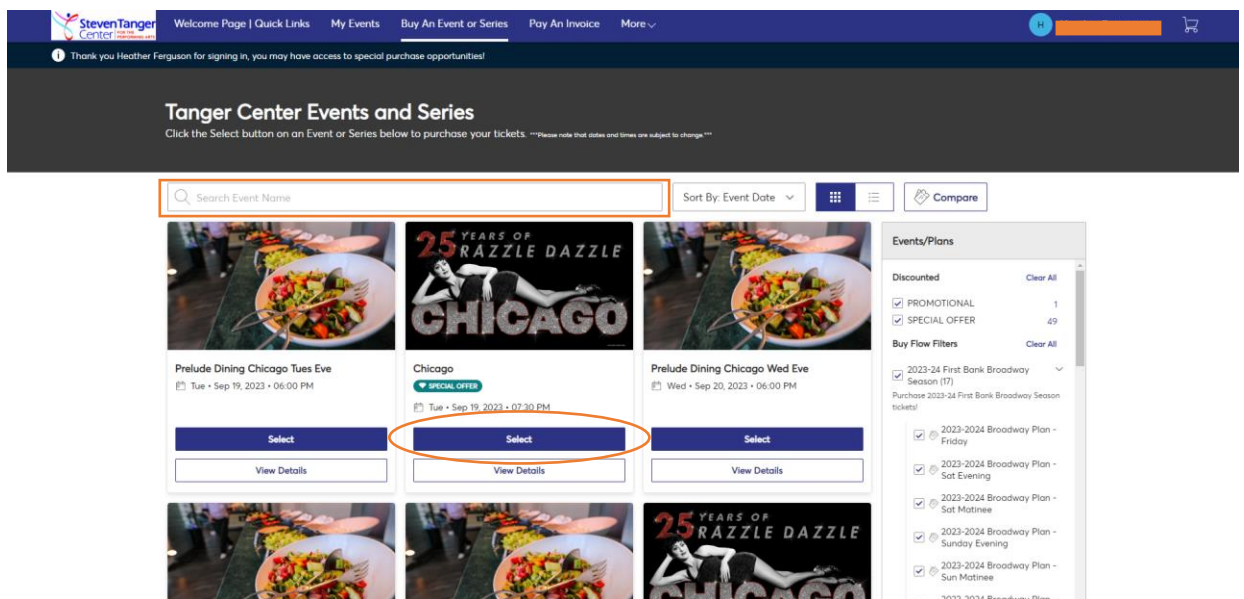 StevenTanger
Center FOR THE PERFORMING ARTS
Welcome Page | Quick Links
My Events
Buy An Event or Series
Pay An Invoice
More
H
Thank you Heather Ferguson for signing in, you may have access to special purchase opportunities!
Tanger Center Events and Series
Click the Select button on an Event or Series below to purchase your tickets. ***Please note that dates and times are subject to change.***
Search Event Name
Sort By: Event Date
Compare
25 YEARS OF
RAZZLE DAZZLE
CHICAGO
Prelude Dining Chicago Tues Eve
Tue • Sep 19, 2023 • 06:00 PM
Select
View Details
Chicago
SPECIAL OFFER
Tue • Sep 19, 2023 • 07:30 PM
Select
View Details
Prelude Dining Chicago Wed Eve
Wed • Sep 20, 2023 • 06:00 PM
Select
View Details
25 YEARS OF
RAZZLE DAZZLE
CHICAGO
Events/Plans
Discounted
Clear All
PROMOTIONAL 1
SPECIAL OFFER 49
Buy Flow Filters
Clear All
2023-24 First Bank Broadway
Season (17)
Purchase 2023-24 First Bank Broadway Season
tickets!
2023-2024 Broadway Plan -
Friday
2023-2024 Broadway Plan -
Sat Evening
2023-2024 Broadway Plan -
Sat Matinee
2023-2024 Broadway Plan -
Sunday Evening
2023-2024 Broadway Plan -
Sun Matinee
2023-2024 Broadway Plan -